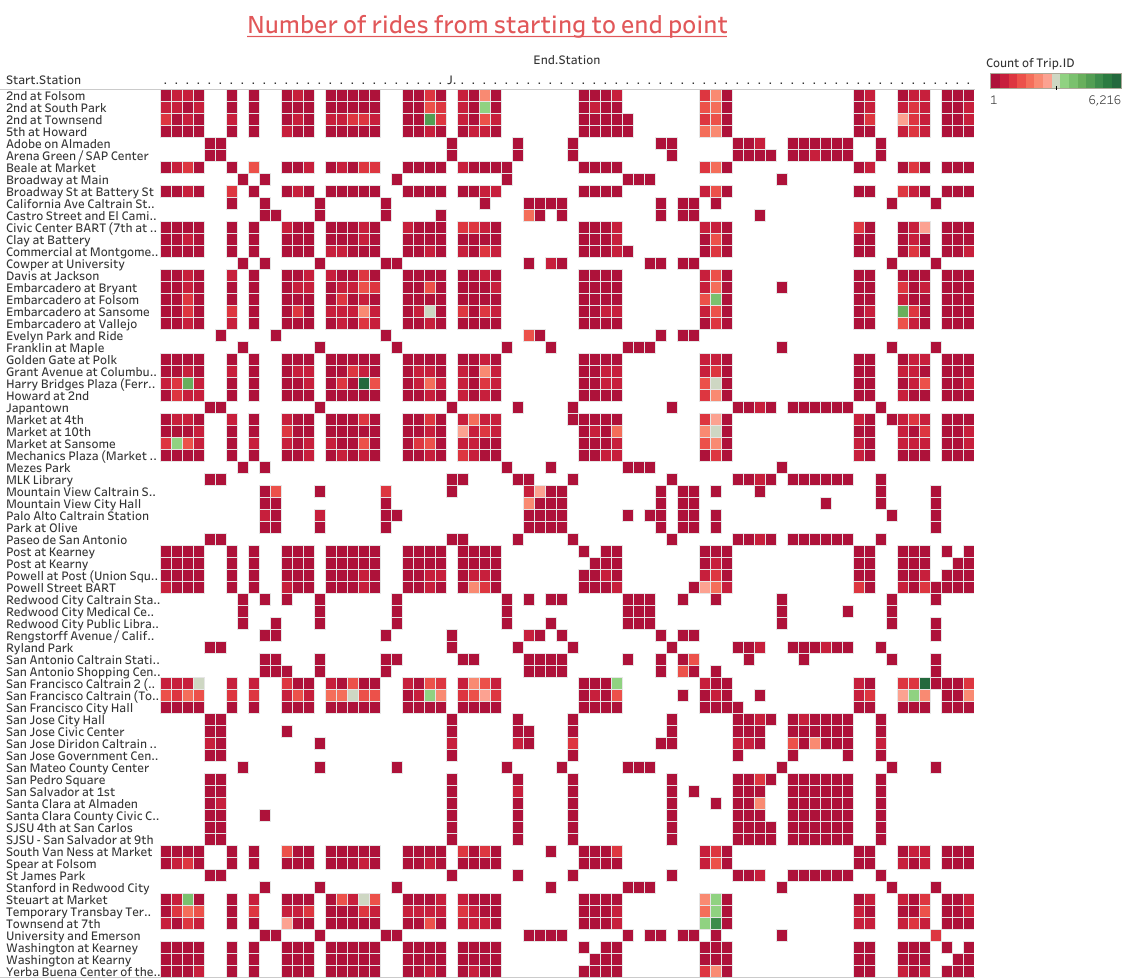 Number of rides from starting to end point
End.Station
Count of Trip.ID
Start.Station
. . . . . . . . . . . . . . . . . . . . . . . . . . J. . . . . . . . . . . . . . . . . . . . . . . . . . . . . . . . . . . . . . . . . . . . . . . .
1 6,216
2nd at Folsom
2nd at South Park
2nd at Townsend
5th at Howard
Adobe on Almaden
Arena Green / SAP Center
Beale at Market
Broadway at Main
Broadway St at Battery St
California Ave Caltrain St..
Castro Street and El Cami..
Civic Center BART (7th at ..
Clay at Battery
Commercial at Montgome..
Cowper at University
Davis at Jackson
Embarcadero at Bryant
Embarcadero at Folsom
Embarcadero at Sansome
Embarcadero at Vallejo
Evelyn Park and Ride
Franklin at Maple
Golden Gate at Polk
Grant Avenue at Columbu..
Harry Bridges Plaza (Ferr..
Howard at 2nd
Japantown
Market at 4th
Market at 10th
Market at Sansome
Mechanics Plaza (Market ..
Mezes Park
MLK Library
Mountain View Caltrain S..
Mountain View City Hall
Palo Alto Caltrain Station
Park at Olive
Paseo de San Antonio
Post at Kearney
Post at Kearny
Powell at Post (Union Squ..
Powell Street BART
Redwood City Caltrain Sta..
Redwood City Medical Ce..
Redwood City Public Libra..
Rengstorff Avenue / Calif..
Ryland Park
San Antonio Caltrain Stati..
San Antonio Shopping Cen..
San Francisco Caltrain 2 (..
San Francisco Caltrain (To..
San Francisco City Hall
San Jose City Hall
San Jose Civic Center
San Jose Diridon Caltrain ..
San Jose Government Cen..
San Mateo County Center
San Pedro Square
San Salvador at 1st
Santa Clara at Almaden
Santa Clara County Civic C..
SJSU 4th at San Carlos
SJSU - San Salvador at 9th
South Van Ness at Market
Spear at Folsom
St James Park
Stanford in Redwood City
Steuart at Market
Temporary Transbay Ter..
Townsend at 7th
University and Emerson
Washington at Kearney
Washington at Kearny
Yerba Buena Center of the..